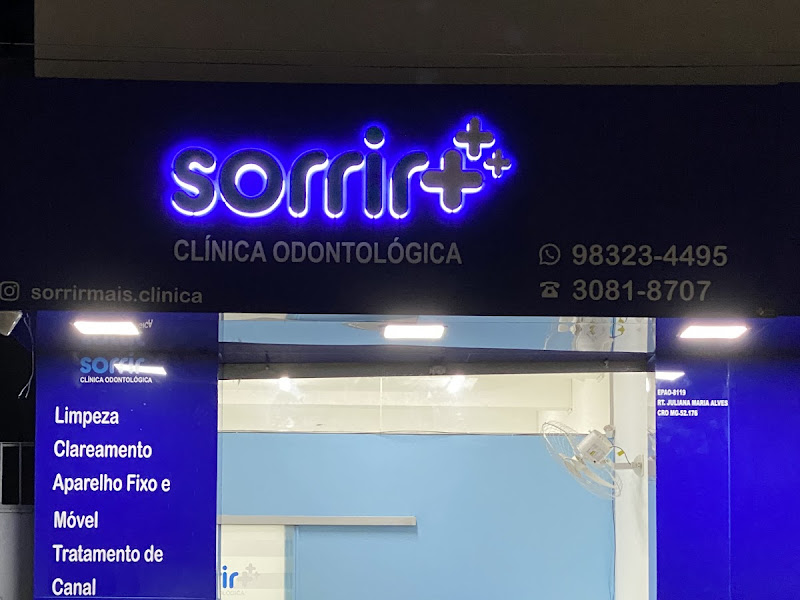 sorrir+++
CLÍNICA ODONTOLÓGICA
98323-4495
sorrirmais.clinica
3081-8707
sorrir
CLÍNICA ODONTOLÓGICA
Limpeza
Clareamento
Aparelho Fixo e
Móvel
Tratamento de
Canal
EPAO-8119
RT. JULIANA MARIA ALVES
CRO MG-52.176
ir++